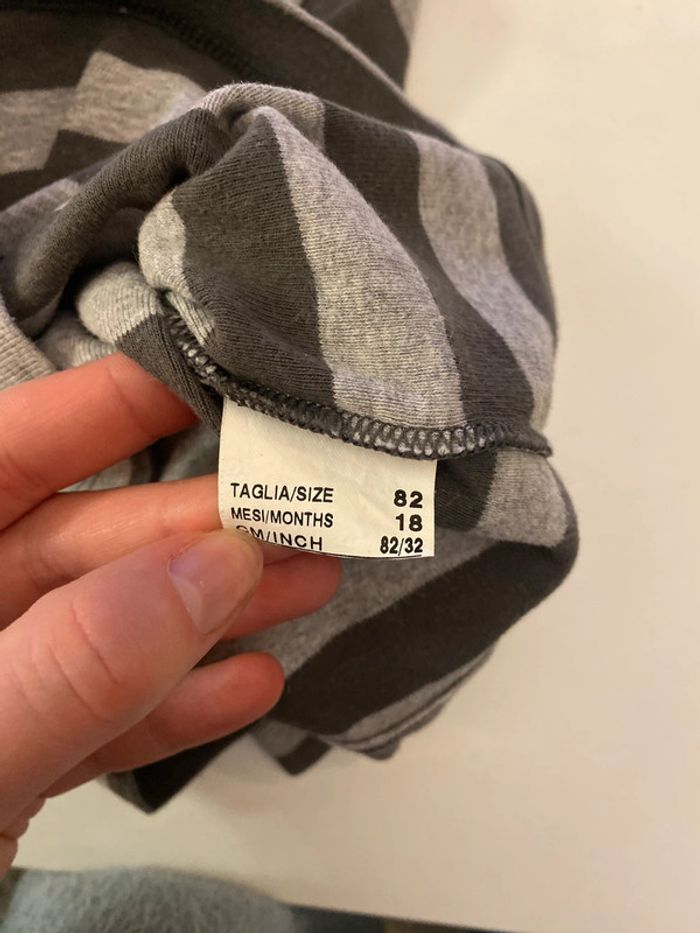 TAGLIA/SIZE 82
MESI/MONTHS 18
CM/INCH 82/32